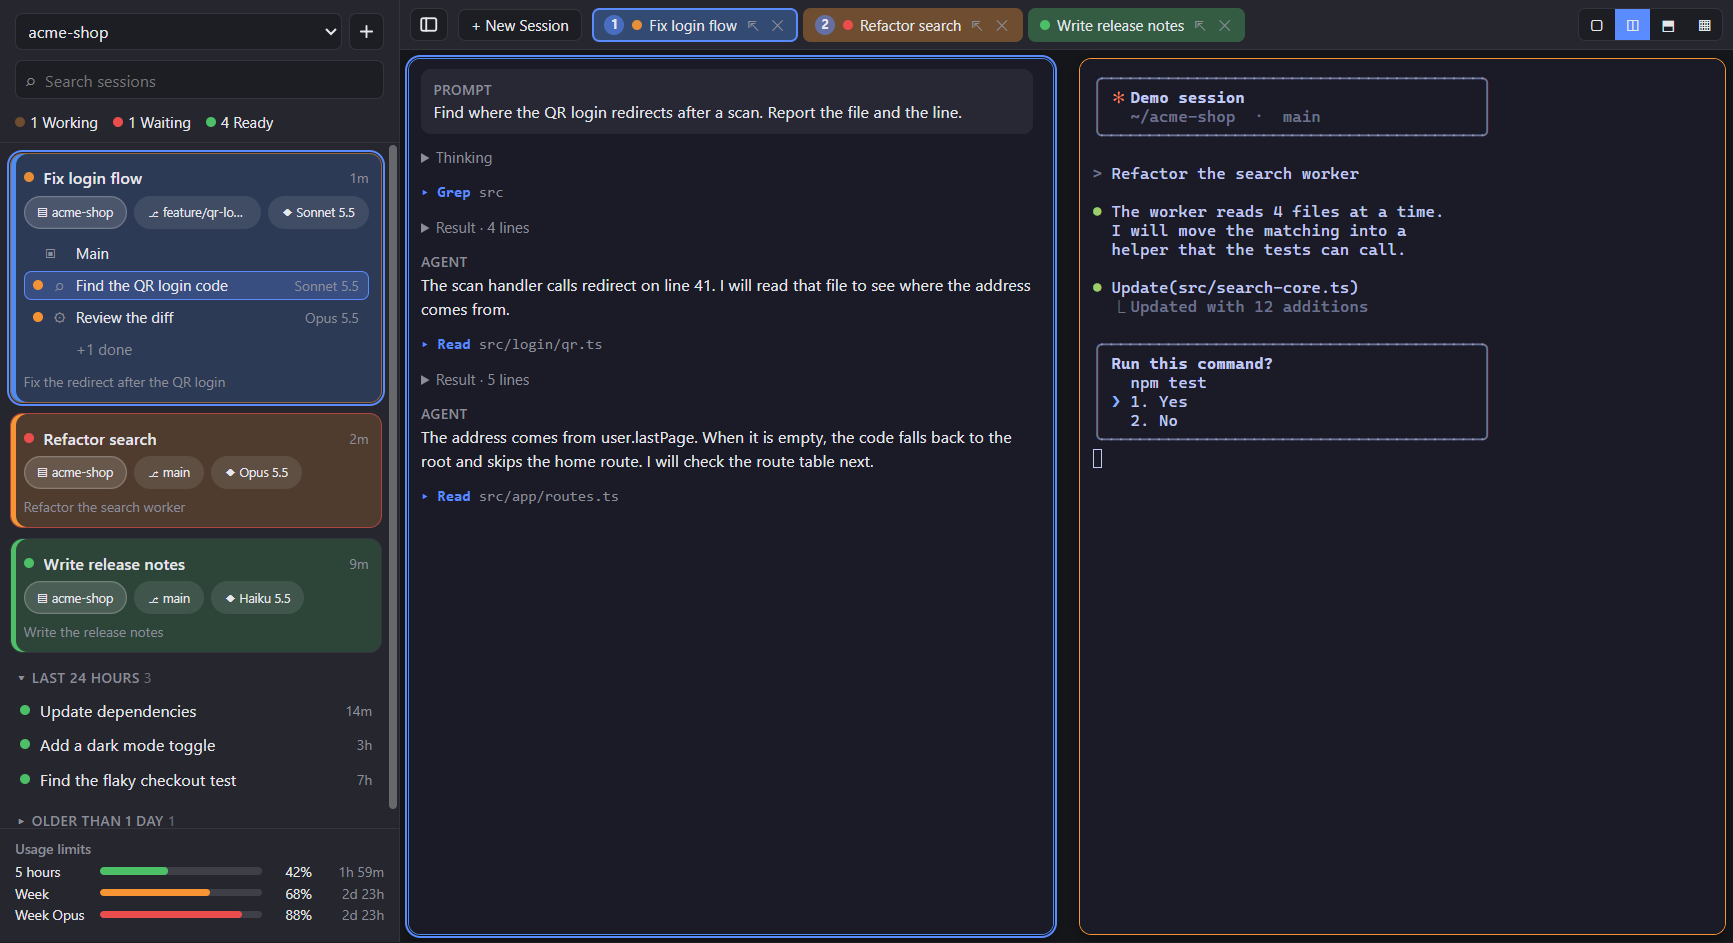 acme-shop
+
Search sessions
1 Working 1 Waiting 4 Ready
Fix login flow 1m
acme-shop feature/qr-lo... Sonnet 5.5
Main
Find the QR login code Sonnet 5.5
Review the diff Opus 5.5
+1 done
Fix the redirect after the QR login
Refactor search 2m
acme-shop main Opus 5.5
Refactor the search worker
Write release notes 9m
acme-shop main Haiku 5.5
Write the release notes
LAST 24 HOURS 3
Update dependencies 14m
Add a dark mode toggle 3h
Find the flaky checkout test 7h
OLDER THAN 1 DAY 1
Usage limits
5 hours 42% 1h 59m
Week 68% 2d 23h
Week Opus 88% 2d 23h
+ New Session
1 Fix login flow
2 Refactor search
Write release notes
PROMPT
Find where the QR login redirects after a scan. Report the file and the line.
Thinking
Grep src
Result · 4 lines
AGENT
The scan handler calls redirect on line 41. I will read that file to see where the address
comes from.
Read src/login/qr.ts
Result · 5 lines
AGENT
The address comes from user.lastPage. When it is empty, the code falls back to the
root and skips the home route. I will check the route table next.
Read src/app/routes.ts
Demo session
~/acme-shop · main
> Refactor the search worker
The worker reads 4 files at a time.
I will move the matching into a
helper that the tests can call.
Update(src/search-core.ts)
Updated with 12 additions
Run this command?
npm test
❯ 1. Yes
2. No